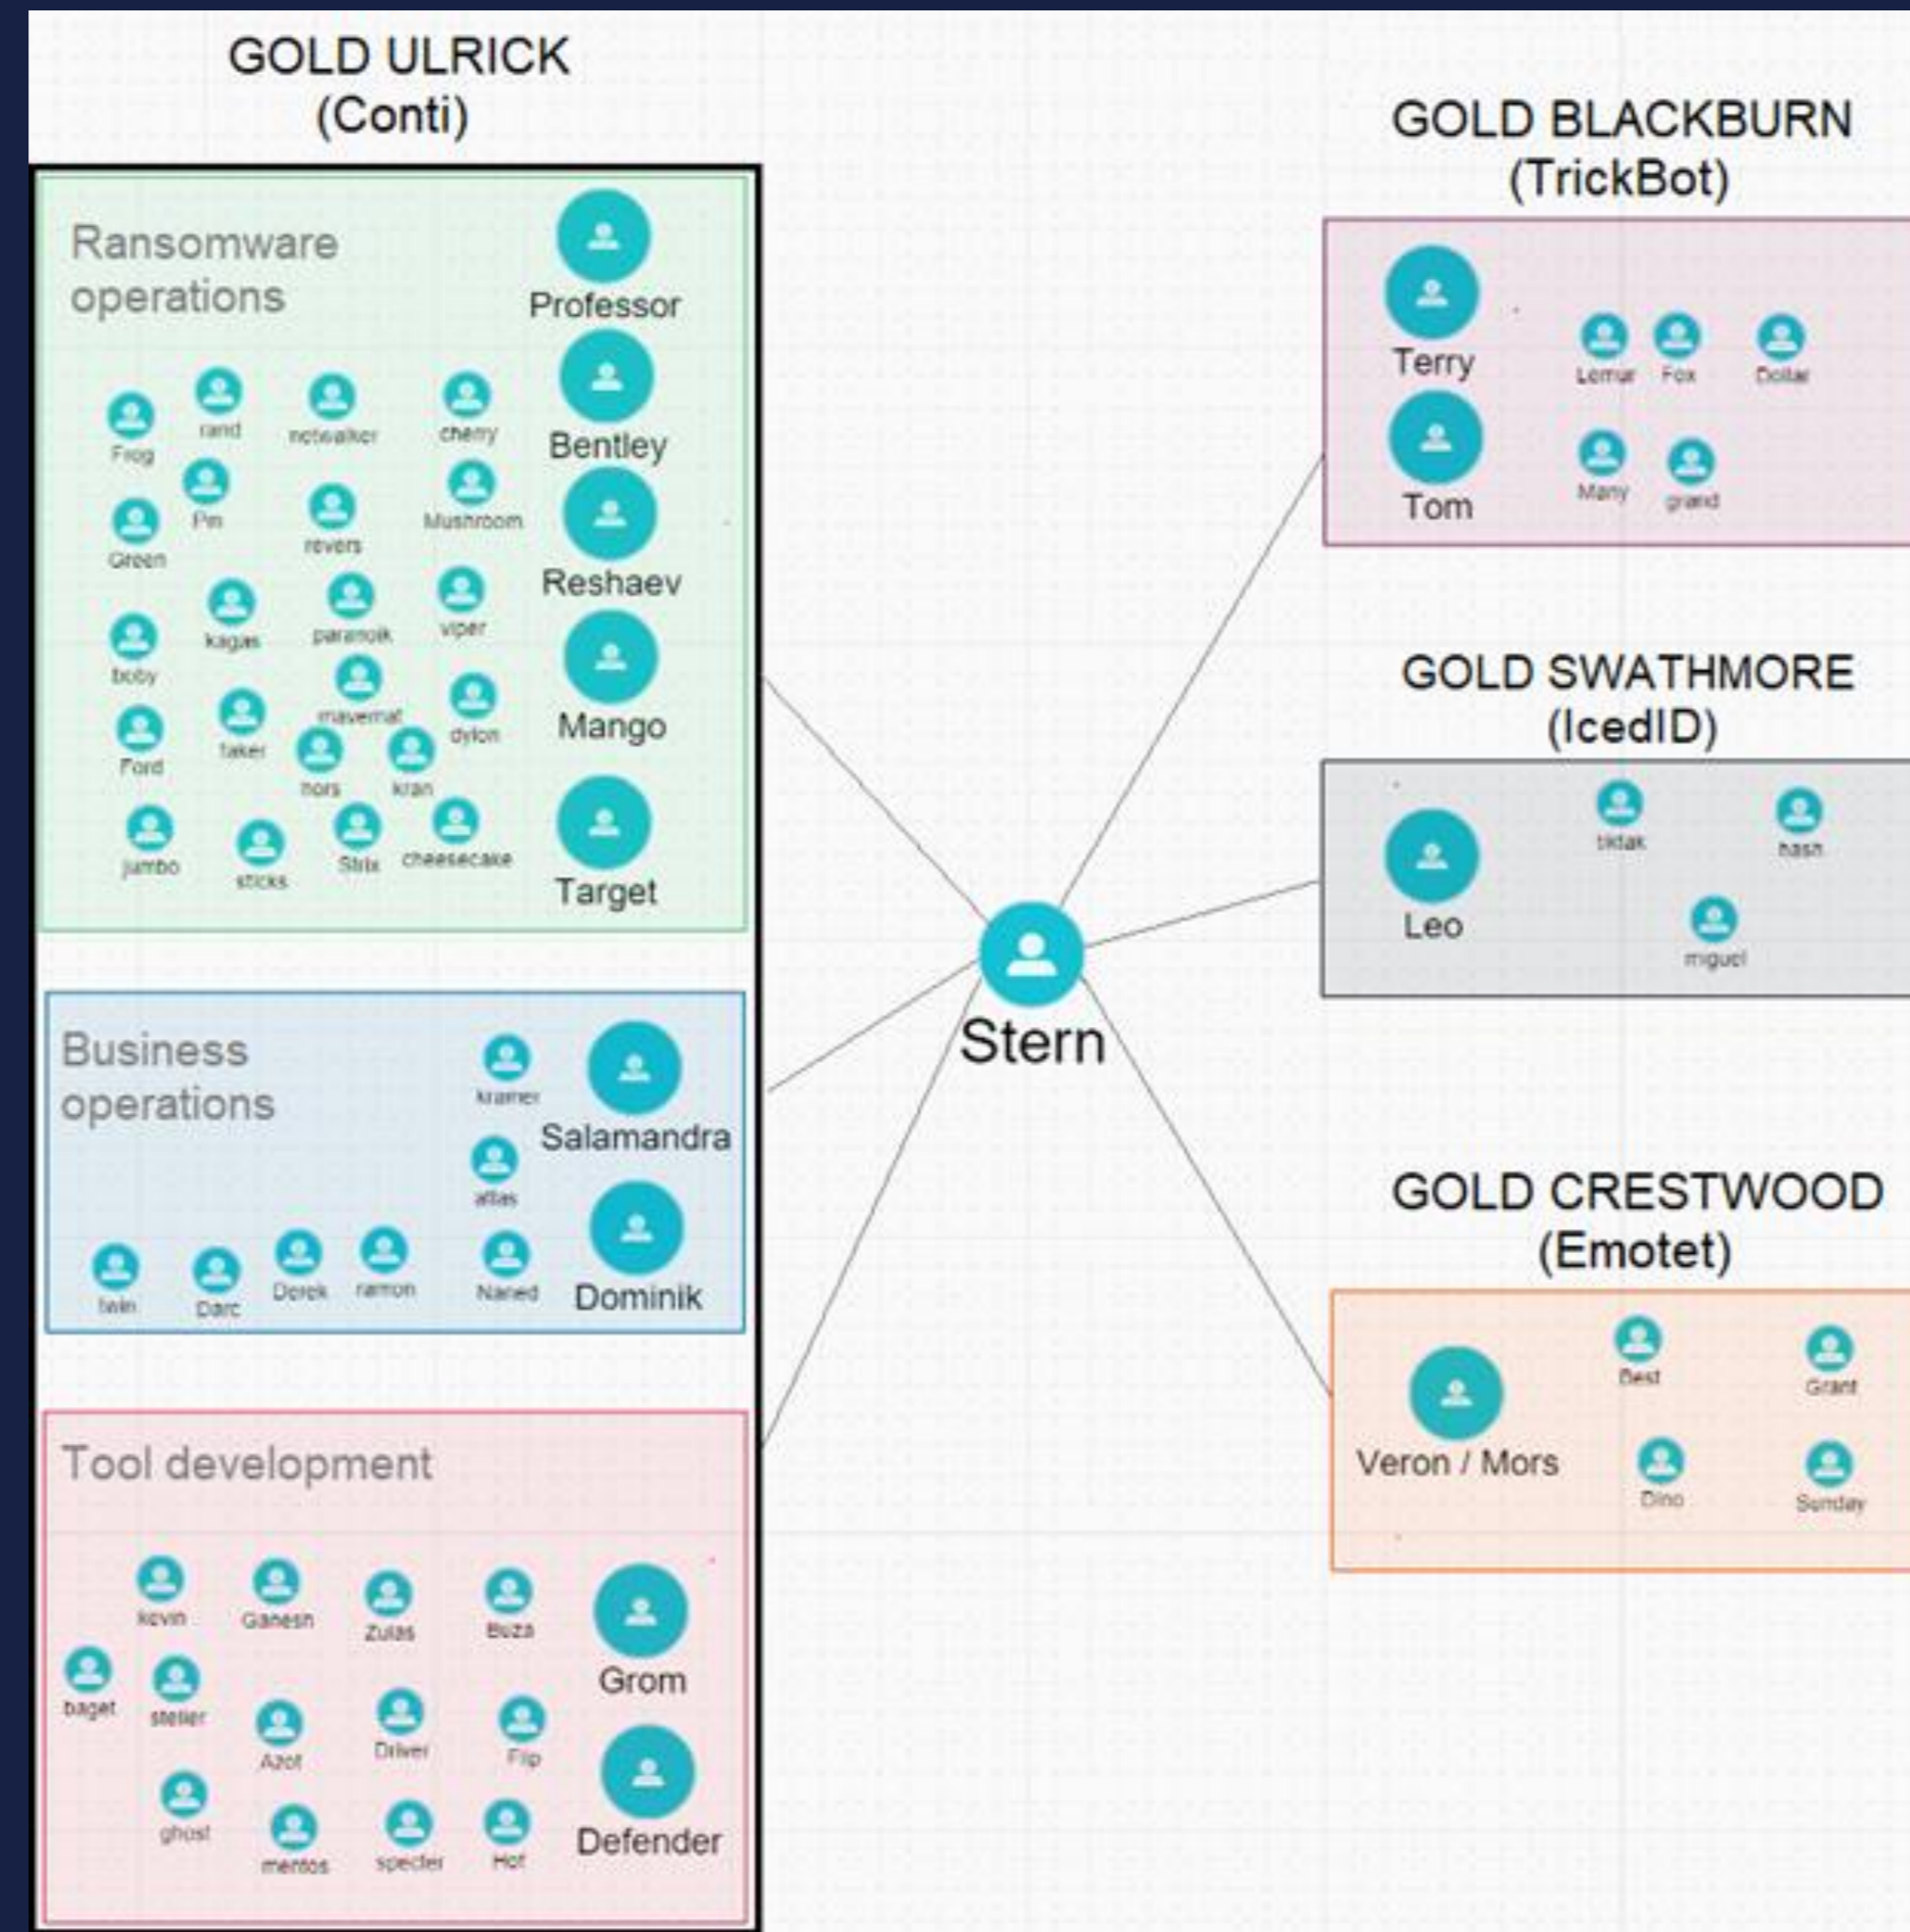 GOLD ULRICK
(Conti)
Ransomware
operations
Professor
Bentley
Reshaev
Mango
Target
Frog
rand
netwalker
cherry
Green
Pin
revers
Mushroom
boby
kagas
paranoik
viper
Ford
faker
mavemat
dylon
hors
kran
jumbo
sticks
Strix
cheesecake
Business
operations
kramer
Salamandra
atlas
twin
Darc
Derek
ramon
Naned
Dominik
Tool development
kevin
Ganesh
Zulas
Buza
Grom
baget
steller
Azot
Driver
Flip
ghost
mentos
specter
Hof
Defender
Stern
GOLD BLACKBURN
(TrickBot)
Terry
Lemur
Fox
Dollar
Tom
Many
grand
GOLD SWATHMORE
(IcedID)
Leo
hash
miguel
GOLD CRESTWOOD
(Emotet)
Veron / Mors
Best
Grant
Dino
Sunday